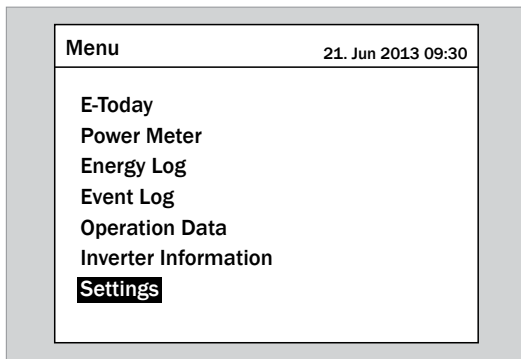 Menu 21. Jun 2013 09:30
E-Today
Power Meter
Energy Log
Event Log
Operation Data
Inverter Information
Settings